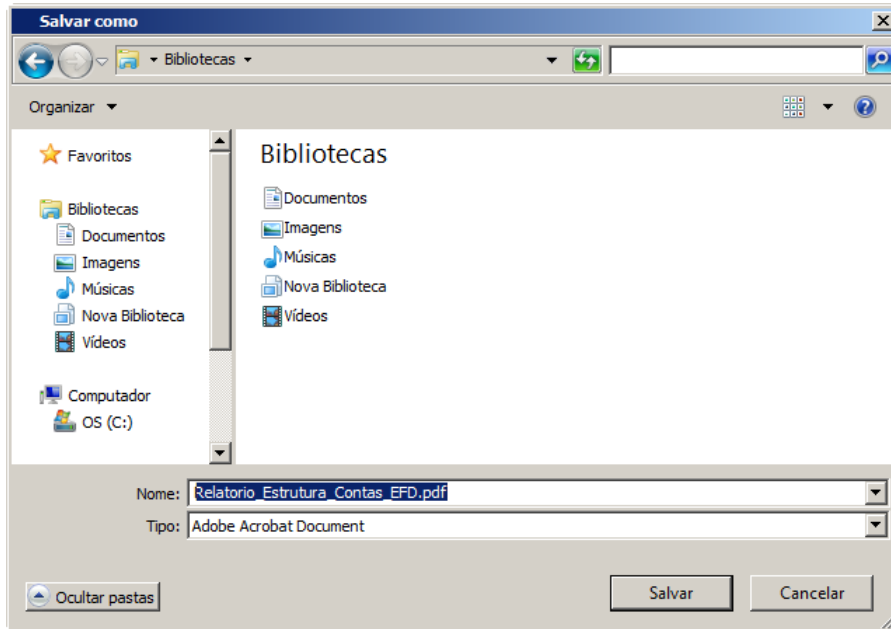 Salvar como
Bibliotecas
Organizar
Favoritos
Bibliotecas
Documentos
Imagens
Músicas
Nova Biblioteca
Vídeos
Computador
OS (C:)
Bibliotecas
Documentos
Imagens
Músicas
Nova Biblioteca
Vídeos
Nome: Relatorio_Estrutura_Contas_EFD.pdf
Tipo: Adobe Acrobat Document
Ocultar pastas
Salvar
Cancelar